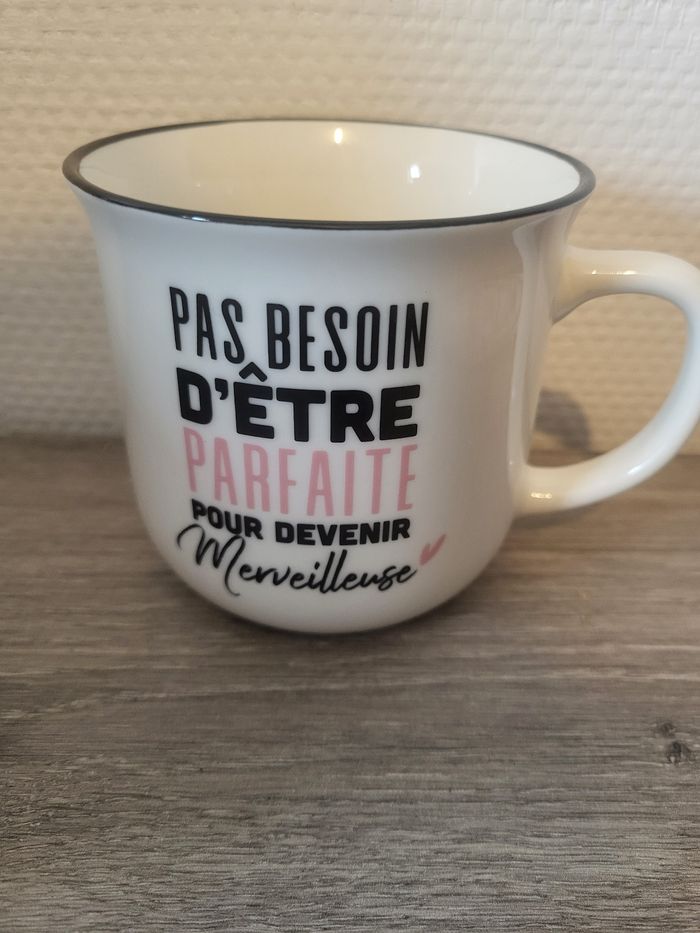 PAS BESOIN
D'ÊTRE
PARFAITE
POUR DEVENIR
Merveilleuse